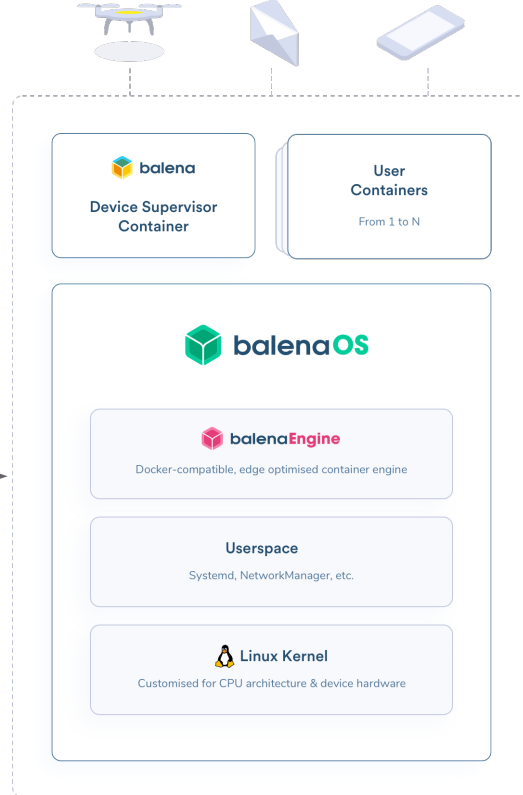 balena
Device Supervisor
Container
User
Containers
From 1 to N
balenaOS
balenaEngine
Docker-compatible, edge optimised container engine
Userspace
Systemd, NetworkManager, etc.
Linux Kernel
Customised for CPU architecture & device hardware